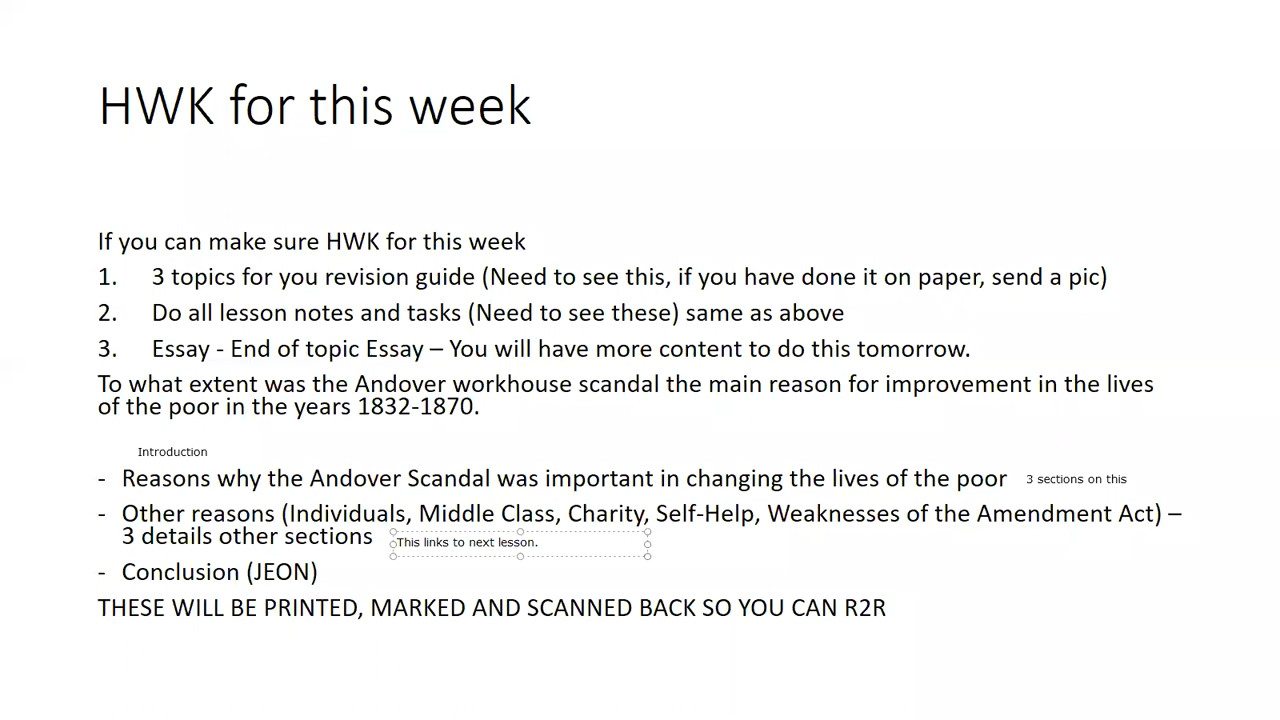 HWK for this week
If you can make sure HWK for this week
1. 3 topics for you revision guide (Need to see this, if you have done it on paper, send a pic)
2. Do all lesson notes and tasks (Need to see these) same as above
3. Essay - End of topic Essay – You will have more content to do this tomorrow.
To what extent was the Andover workhouse scandal the main reason for improvement in the lives
of the poor in the years 1832-1870.
Introduction
- Reasons why the Andover Scandal was important in changing the lives of the poor 3 sections on this
- Other reasons (Individuals, Middle Class, Charity, Self-Help, Weaknesses of the Amendment Act) –
3 details other sections This links to next lesson.
- Conclusion (JEON)
THESE WILL BE PRINTED, MARKED AND SCANNED BACK SO YOU CAN R2R